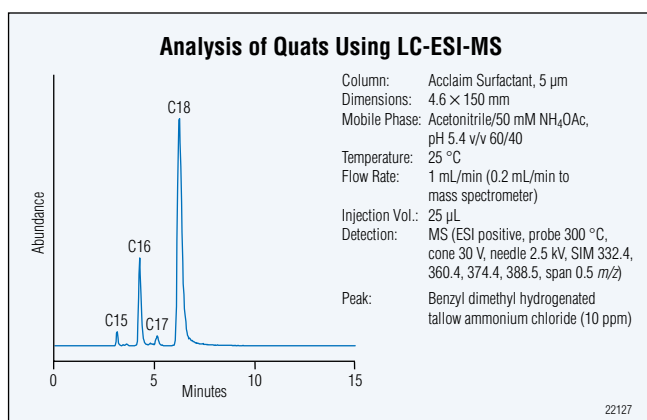 Analysis of Quats Using LC-ESI-MS
Column: Acclaim Surfactant, 5 µm
Dimensions: 4.6 × 150 mm
Mobile Phase: Acetonitrile/50 mM NH₄OAc,
pH 5.4 v/v 60/40
Temperature: 25 °C
Flow Rate: 1 mL/min (0.2 mL/min to
mass spectrometer)
Injection Vol.: 25 µL
Detection: MS (ESI positive, probe 300 °C,
cone 30 V, needle 2.5 kV, SIM 332.4,
360.4, 374.4, 388.5, span 0.5 m/z)
Peak: Benzyl dimethyl hydrogenated
tallow ammonium chloride (10 ppm)
C18
C16
C15
C17
Abundance
0 5 10 15
Minutes
22127